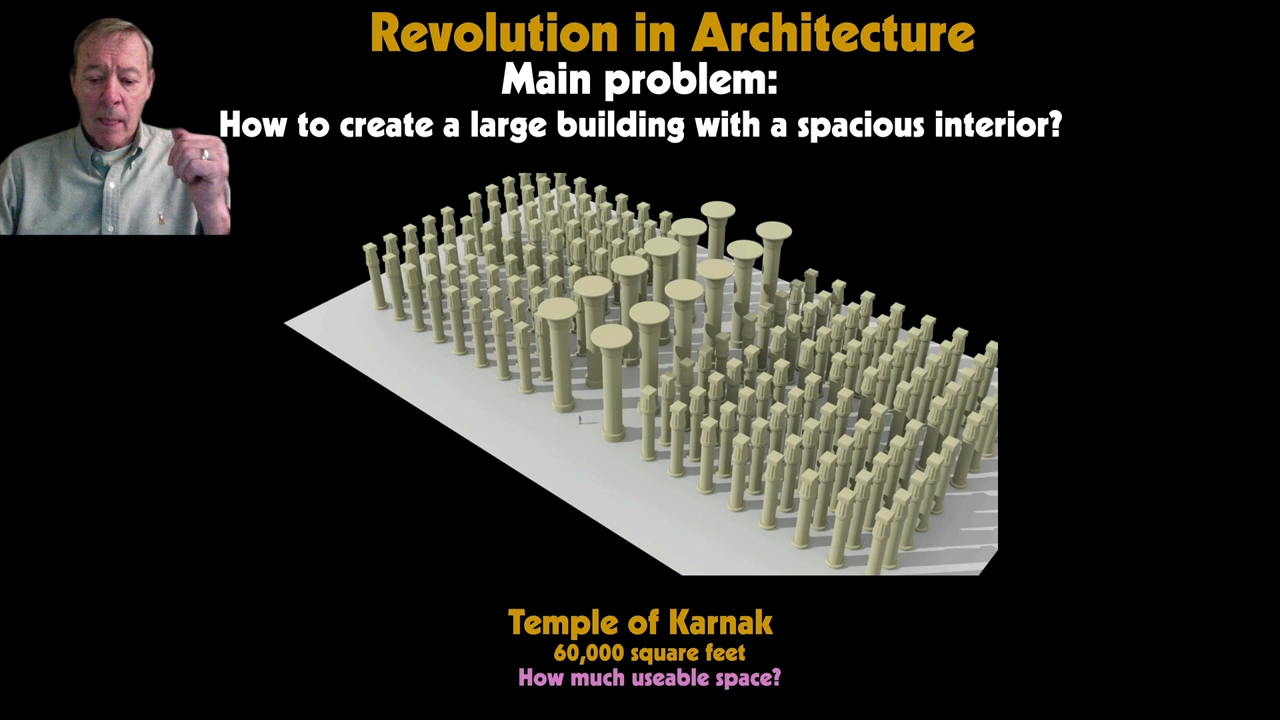 Revolution in Architecture
Main problem:
How to create a large building with a spacious interior?
Temple of Karnak
60,000 square feet
How much useable space?